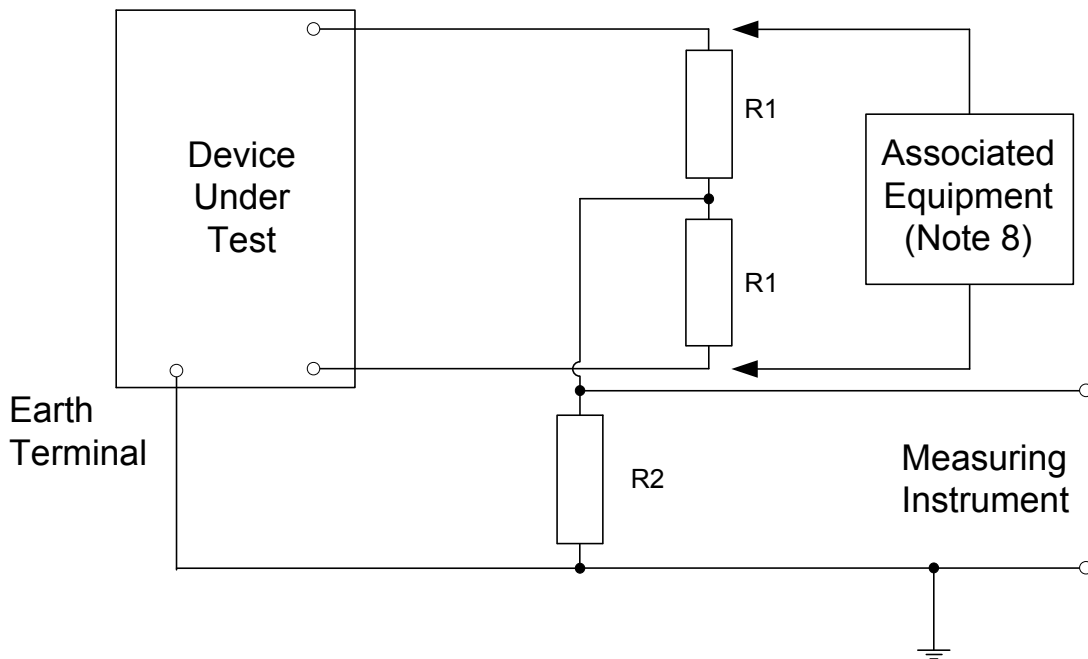 R1
Device
Under
Test
Associated
Equipment
(Note 8)
R1
Earth
Terminal
R2
Measuring
Instrument